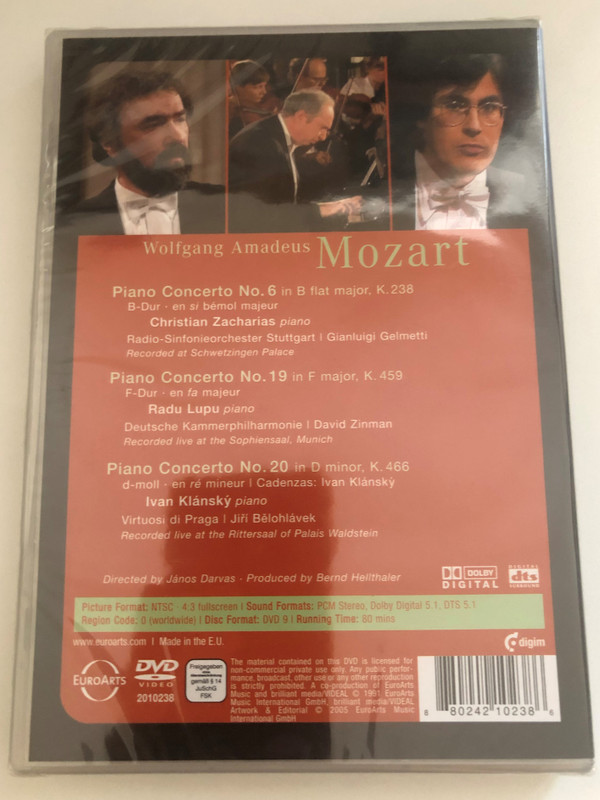 Wolfgang Amadeus Mozart
Piano Concerto No. 6 in B flat major, K. 238
B-Dur · en si bémol majeur
Christian Zacharias piano
Radio-Sinfonieorchester Stuttgart | Gianluigi Gelmetti
Recorded at Schwetzingen Palace
Piano Concerto No. 19 in F major, K. 459
F-Dur · en fa majeur
Radu Lupu piano
Deutsche Kammerphilharmonie | David Zinman
Recorded live at the Sophiensaal, Munich
Piano Concerto No. 20 in D minor, K. 466
d-moll · en ré mineur | Cadenzas: Ivan Klánský
Ivan Klánský piano
Virtuosi di Praga | Jiří Bělohlávek
Recorded live at the Rittersaal of Palais Waldstein
Directed by János Darvas · Produced by Bernd Hellthaler
DOLBY
DIGITAL
DIGITAL
dts
SURROUND
Picture Format: NTSC · 4:3 fullscreen | Sound Formats: PCM Stereo, Dolby Digital 5.1, DTS 5.1
Region Code: 0 (worldwide) | Disc Format: DVD 9 | Running Time: 80 mins
www.euroarts.com | Made in the E.U.
digim
EUROARTS
DVD
VIDEO
2010238
Freigegeben
gemäß § 14
JuSchG
FSK
The material contained on this DVD is licensed for
non-commercial private use only. Any public perfor-
mance, broadcast, other use or any other reproduction
is strictly prohibited. A co-production of EuroArts
Music and brilliant media/VIDEAL © 1991 EuroArts
Music International GmbH, brilliant media/VIDEAL
Artwork & Editorial © 2005 EuroArts Music
International GmbH
8 80242 10238 6